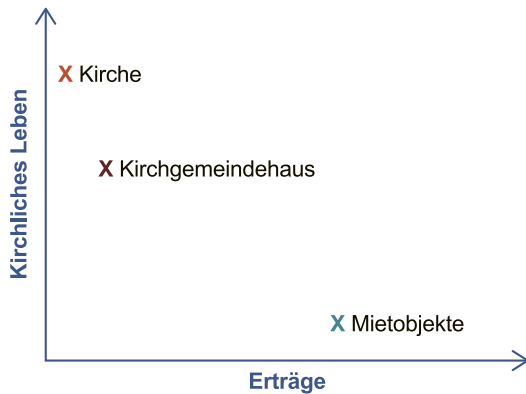 X Kirche
Kirchliches Leben
X Kirchgemeindehaus
X Mietobjekte
Erträge